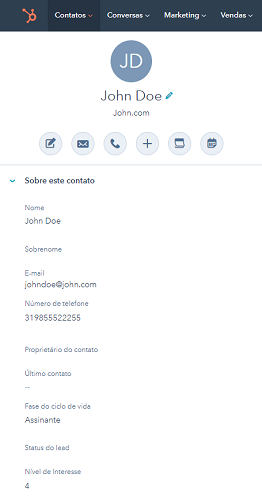 Contatos Conversas Marketing Vendas
JD
John Doe
John.com
Sobre este contato
Nome
John Doe
Sobrenome
E-mail
johndoe@john.com
Número de telefone
319855522255
Proprietário do contato
Último contato
--
Fase do ciclo de vida
Assinante
Status do lead
Nível de Interesse
4